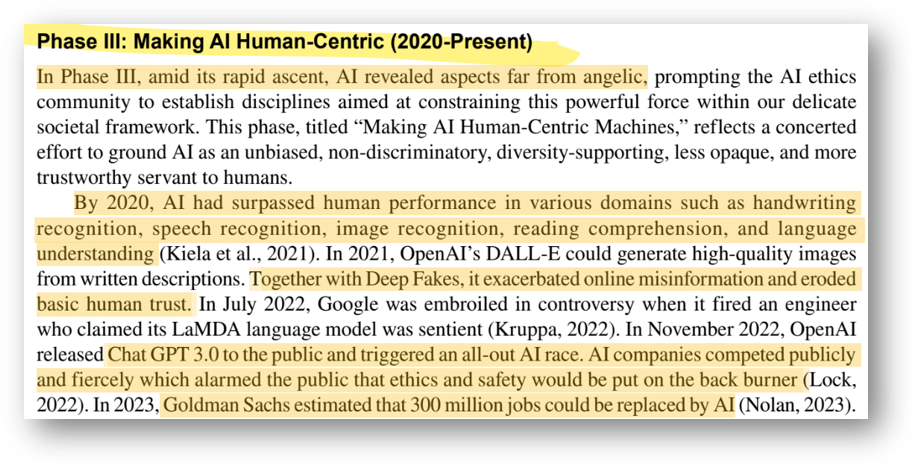 Phase III: Making AI Human-Centric (2020-Present)
In Phase III, amid its rapid ascent, AI revealed aspects far from angelic, prompting the AI ethics
community to establish disciplines aimed at constraining this powerful force within our delicate
societal framework. This phase, titled “Making AI Human-Centric Machines,” reflects a concerted
effort to ground AI as an unbiased, non-discriminatory, diversity-supporting, less opaque, and more
trustworthy servant to humans.
By 2020, AI had surpassed human performance in various domains such as handwriting
recognition, speech recognition, image recognition, reading comprehension, and language
understanding (Kiela et al., 2021). In 2021, OpenAI’s DALL-E could generate high-quality images
from written descriptions. Together with Deep Fakes, it exacerbated online misinformation and eroded
basic human trust. In July 2022, Google was embroiled in controversy when it fired an engineer
who claimed its LaMDA language model was sentient (Kruppa, 2022). In November 2022, OpenAI
released Chat GPT 3.0 to the public and triggered an all-out AI race. AI companies competed publicly
and fiercely which alarmed the public that ethics and safety would be put on the back burner (Lock,
2022). In 2023, Goldman Sachs estimated that 300 million jobs could be replaced by AI (Nolan, 2023).